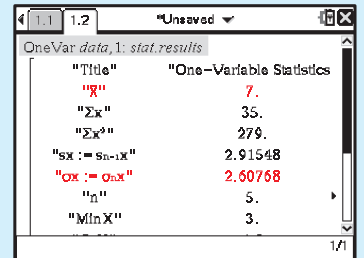 1.1 1.2 *Unsaved
OneVar data,1: stat.results
"Title" "One−Variable Statistics
"x̄" 7.
"Σx" 35.
"Σx²" 279.
"sx := sₙ₋₁x" 2.91548
"σx := σₙx" 2.60768
"n" 5.
"MinX" 3.
1/1